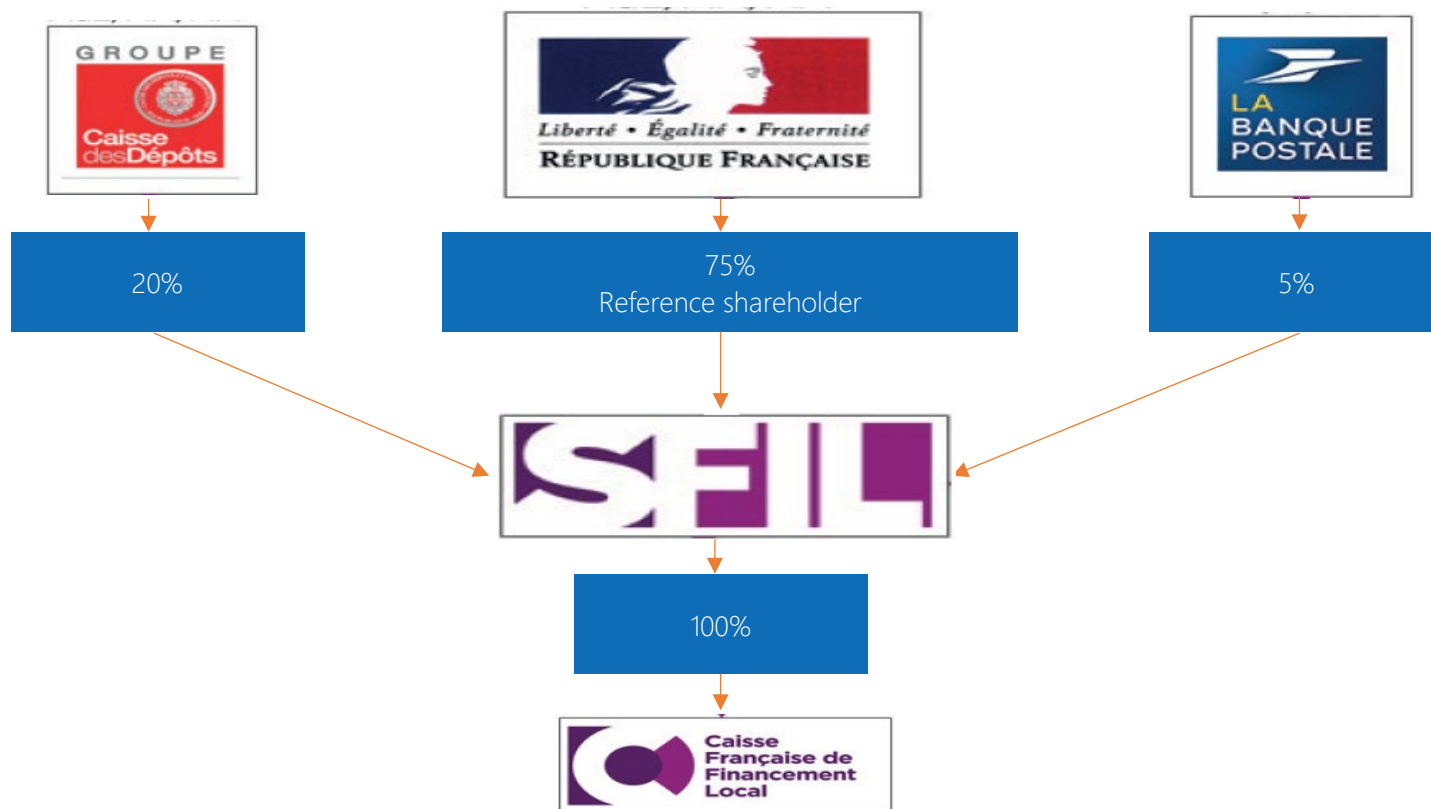 GROUPE
Caisse
desDépôts
Liberté • Égalité • Fraternité
RÉPUBLIQUE FRANÇAISE
LA
BANQUE
POSTALE
20%
75%
Reference shareholder
5%
SFIL
100%
Caisse
Française de
Financement
Local